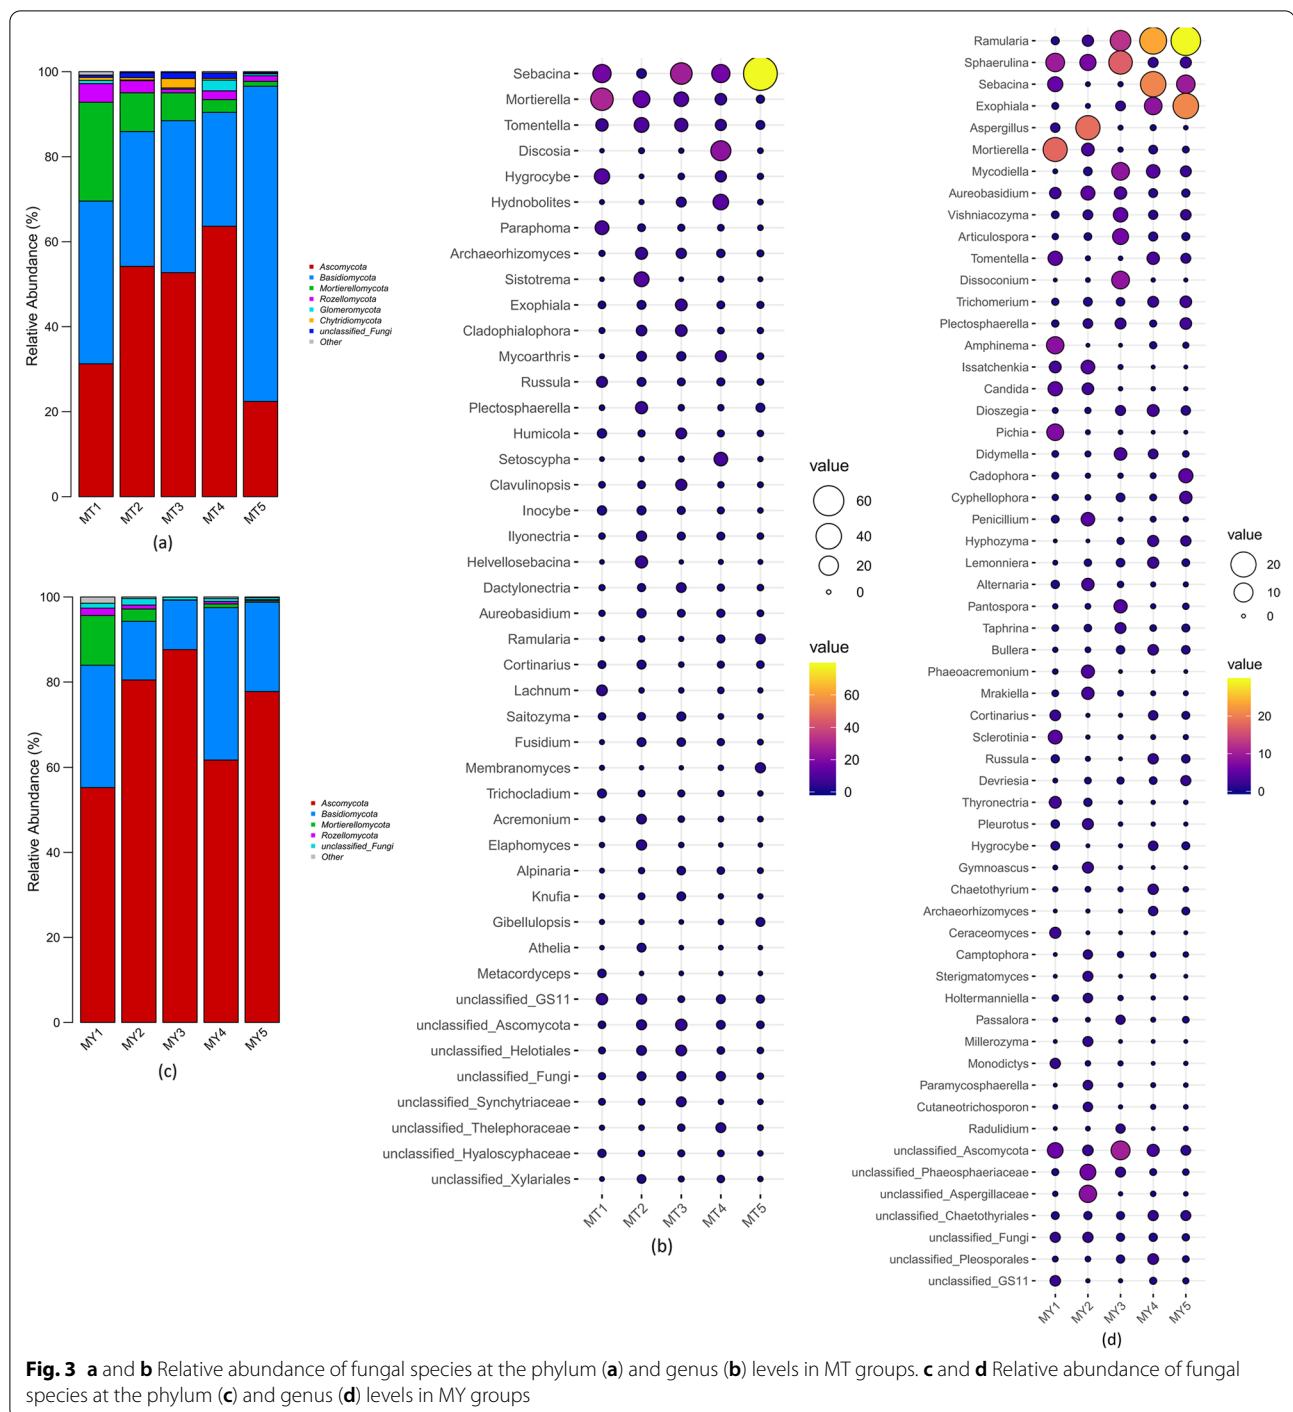 Relative Abundance (%)
100
80
60
40
20
0
MT1
MT2
MT3
MT4
MT5
(a)
Ascomycota
Basidiomycota
Mortierellomycota
Rozellomycota
Glomeromycota
Chytridiomycota
unclassified_Fungi
Other
Relative Abundance (%)
100
80
60
40
20
0
MY1
MY2
MY3
MY4
MY5
(c)
Ascomycota
Basidiomycota
Mortierellomycota
Rozellomycota
unclassified_Fungi
Other
Sebacina
Mortierella
Tomentella
Discosia
Hygrocybe
Hydnobolites
Paraphoma
Archaeorhizomyces
Sistotrema
Exophiala
Cladophialophora
Mycoarthris
Russula
Plectosphaerella
Humicola
Setoscypha
Clavulinopsis
Inocybe
Ilyonectria
Helvellosebacina
Dactylonectria
Aureobasidium
Ramularia
Cortinarius
Lachnum
Saitozyma
Fusidium
Membranomyces
Trichocladium
Acremonium
Elaphomyces
Alpinaria
Knufia
Gibellulopsis
Athelia
Metacordyceps
unclassified_GS11
unclassified_Ascomycota
unclassified_Helotiales
unclassified_Fungi
unclassified_Synchytriaceae
unclassified_Thelephoraceae
unclassified_Hyaloscyphaceae
unclassified_Xylariales
MT1
MT2
MT3
MT4
MT5
(b)
value
60
40
20
0
value
60
40
20
0
Ramularia
Sphaerulina
Sebacina
Exophiala
Aspergillus
Mortierella
Mycodiella
Aureobasidium
Vishniacozyma
Articulospora
Tomentella
Dissoconium
Trichomerium
Plectosphaerella
Amphinema
Issatchenkia
Candida
Dioszegia
Pichia
Didymella
Cadophora
Cyphellophora
Penicillium
Hyphozyma
Lemonniera
Alternaria
Pantospora
Taphrina
Bullera
Phaeoacremonium
Mrakiella
Cortinarius
Sclerotinia
Russula
Devriesia
Thyronectria
Pleurotus
Hygrocybe
Gymnoascus
Chaetothyrium
Archaeorhizomyces
Ceraceomyces
Camptophora
Sterigmatomyces
Holtermanniella
Passalora
Millerozyma
Monodictys
Paramycosphaerella
Cutaneotrichosporon
Radulidium
unclassified_Ascomycota
unclassified_Phaeosphaeriaceae
unclassified_Aspergillaceae
unclassified_Chaetothyriales
unclassified_Fungi
unclassified_Pleosporales
unclassified_GS11
MY1
MY2
MY3
MY4
MY5
(d)
value
20
10
0
value
20
10
0
Fig. 3 a and b Relative abundance of fungal species at the phylum (a) and genus (b) levels in MT groups. c and d Relative abundance of fungal
species at the phylum (c) and genus (d) levels in MY groups